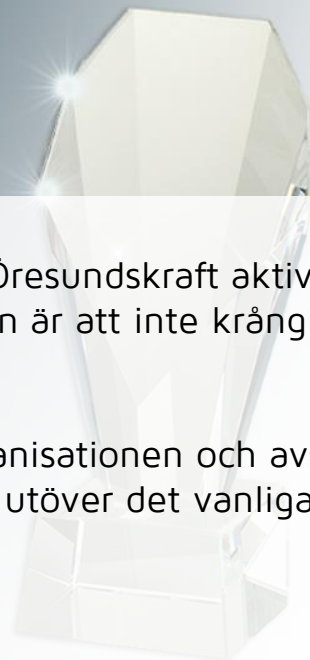 Öresundskraft aktiv
n är att inte krång
anisationen och av
utöver det vanliga